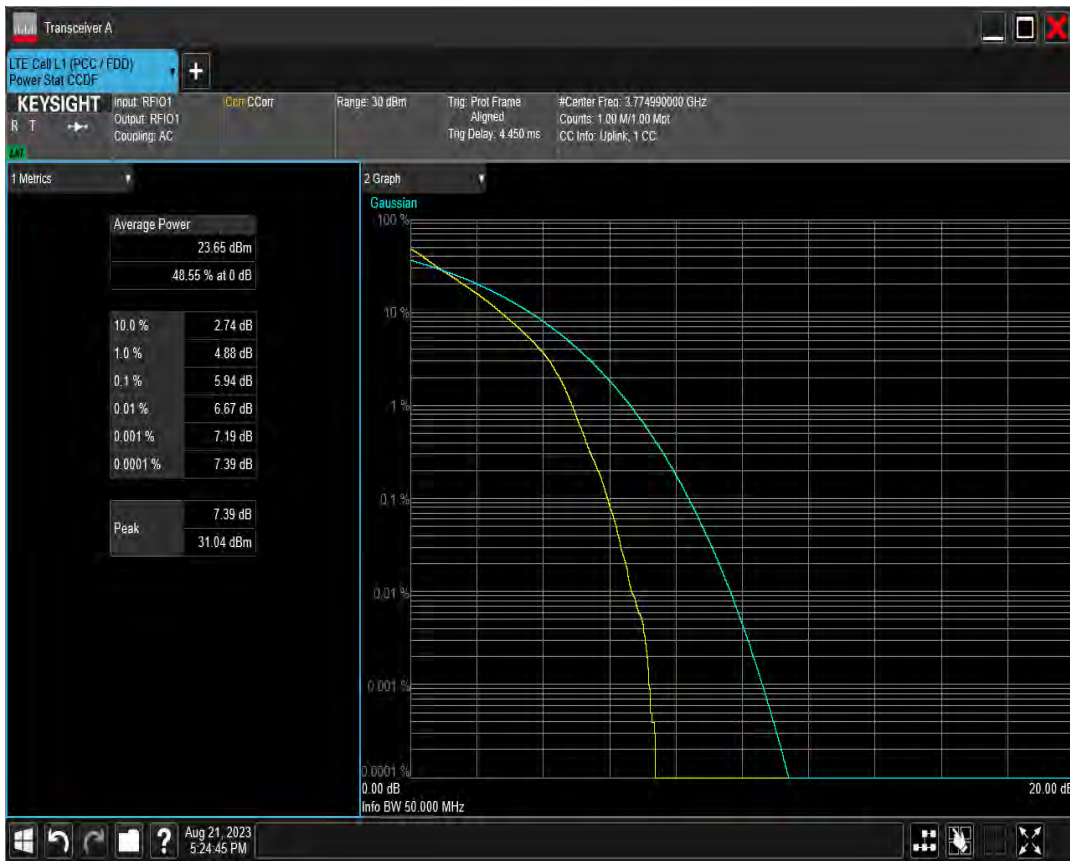 Transceiver A
LTE Cell L1 (PCC / FDD)
Power Stat CCDF
+
KEYSIGHT
R T
LXI
Input: RFIO1
Output: RFIO1
Coupling: AC
Corr CCorr
Range: 30 dBm
Trig: Prot Frame
Aligned
Trig Delay: 4.450 ms
#Center Freq: 3.774990000 GHz
Counts: 1.00 M/1.00 Mpt
CC Info: Uplink, 1 CC
1 Metrics
Average Power
23.65 dBm
48.55 % at 0 dB
10.0 % 2.74 dB
1.0 % 4.88 dB
0.1 % 5.94 dB
0.01 % 6.67 dB
0.001 % 7.19 dB
0.0001 % 7.39 dB
Peak
7.39 dB
31.04 dBm
2 Graph
Gaussian
100 %
10 %
1 %
0.1 %
0.01 %
0.001 %
0.0001 %
0.00 dB 20.00 dB
Info BW 50.000 MHz
?
Aug 21, 2023
5:24:45 PM